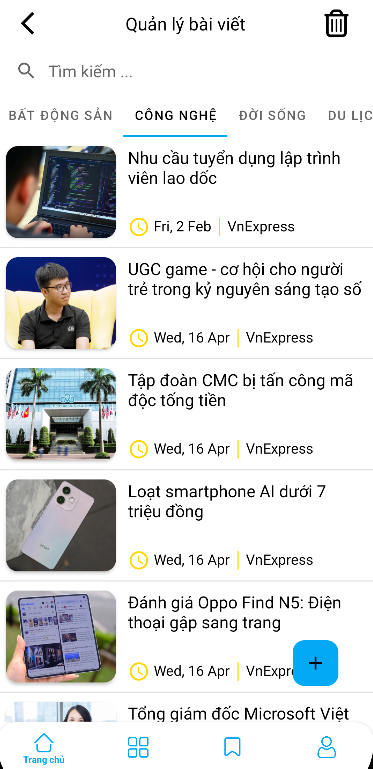 Quản lý bài viết
Tìm kiếm ...
BẤT ĐỘNG SẢN CÔNG NGHỆ ĐỜI SỐNG DU LỊC
Nhu cầu tuyển dụng lập trình
viên lao dốc
Fri, 2 Feb VnExpress
UGC game - cơ hội cho người
trẻ trong kỷ nguyên sáng tạo số
Wed, 16 Apr VnExpress
Tập đoàn CMC bị tấn công mã
độc tống tiền
Wed, 16 Apr VnExpress
Loạt smartphone AI dưới 7
triệu đồng
Wed, 16 Apr VnExpress
Đánh giá Oppo Find N5: Điện
thoại gập sang trang
Wed, 16 Apr VnExpre
+
Tổng giám đốc Microsoft Việt
Trang chủ